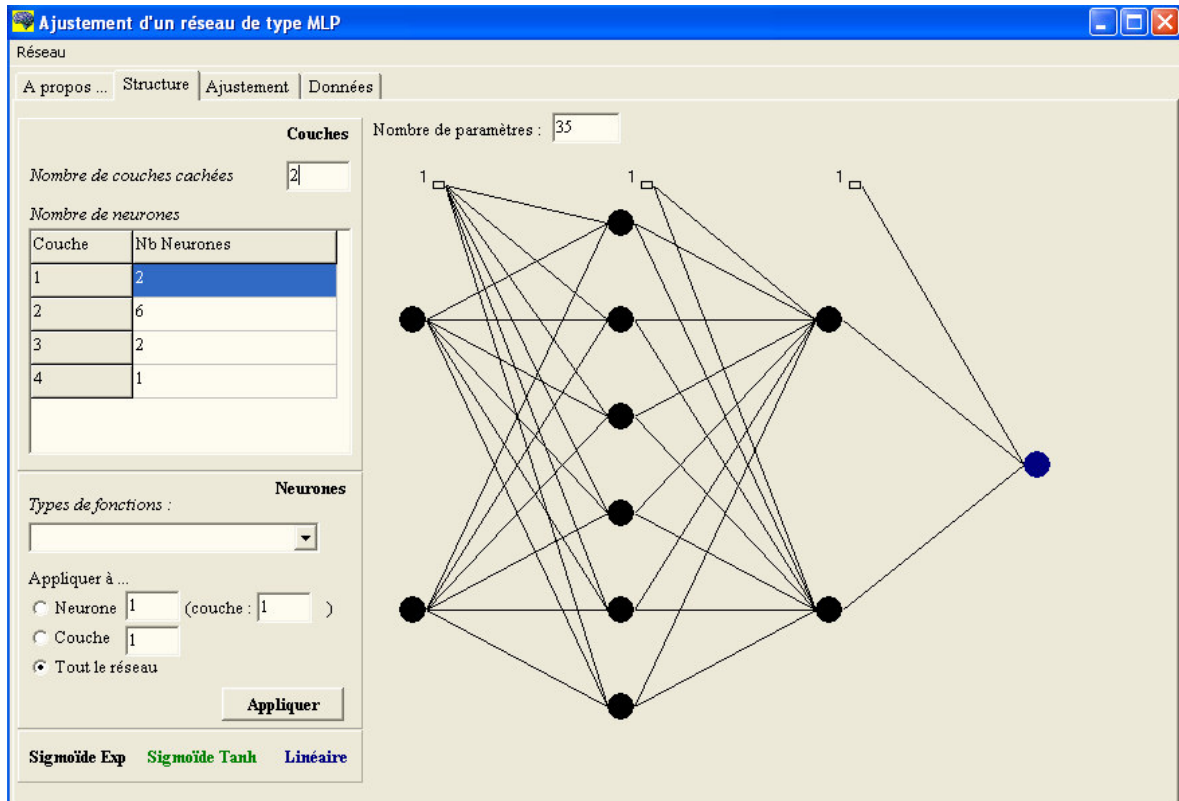 Ajustement d'un réseau de type MLP
Réseau
A propos ... Structure Ajustement Données
Couches
Nombre de couches cachées 2
Nombre de neurones
Couche Nb Neurones
1 2
2 6
3 2
4 1
Neurones
Types de fonctions :
Appliquer à ...
Neurone 1 (couche : 1 )
Couche 1
Tout le réseau
Appliquer
Sigmoïde Exp Sigmoïde Tanh Linéaire
Nombre de paramètres : 35
1 1 1